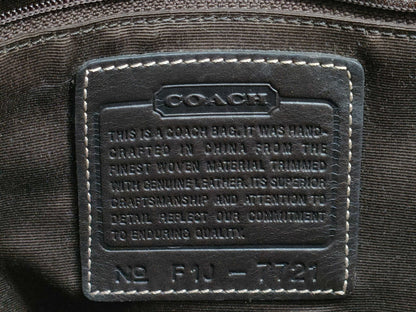 COACH
THIS IS A COACH BAG. IT WAS HAND-
CRAFTED IN CHINA FROM THE
FINEST WOVEN MATERIAL TRIMMED
WITH GENUINE LEATHER. ITS SUPERIOR
CRAFTSMANSHIP AND ATTENTION TO
DETAIL REFLECT OUR COMMITMENT
TO ENDURING QUALITY.
No F1J - 7721